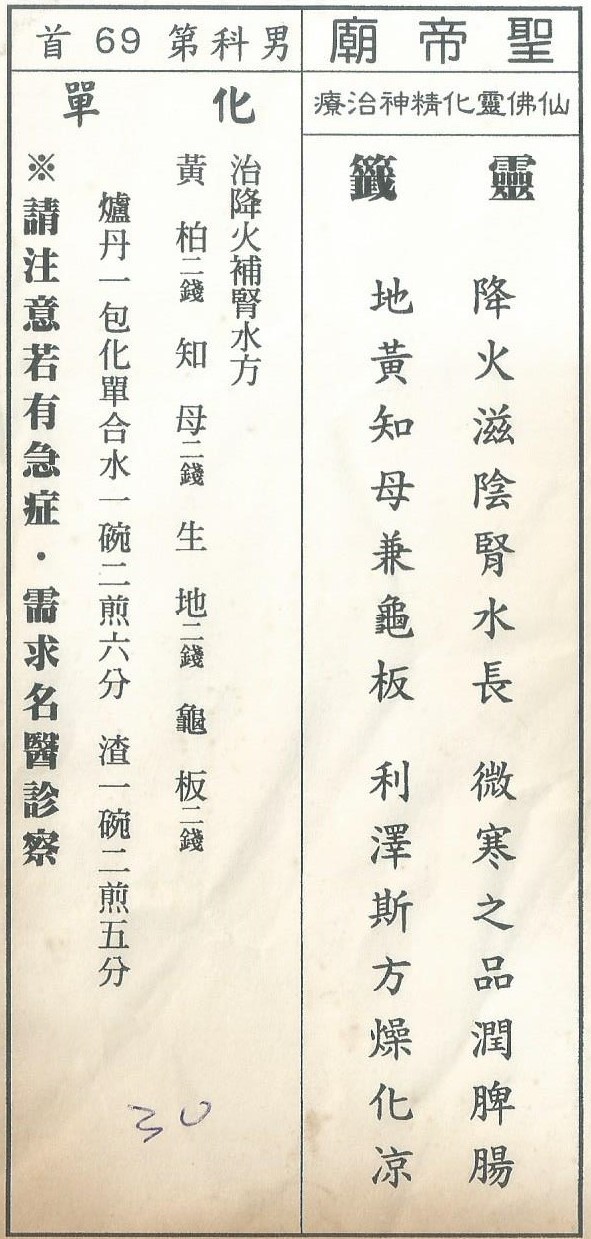 聖帝廟
仙佛靈化精神治療
靈籤
降火滋陰腎水長　微寒之品潤脾腸
地黃知母兼龜板　利澤斯方燥化凉
男科第69首
化單
治降火補腎水方
黃柏二錢　知母二錢　生地二錢　龜板二錢
爐丹一包化單合水一碗二煎六分　渣一碗二煎五分
※請注意若有急症・需求名醫診察
30